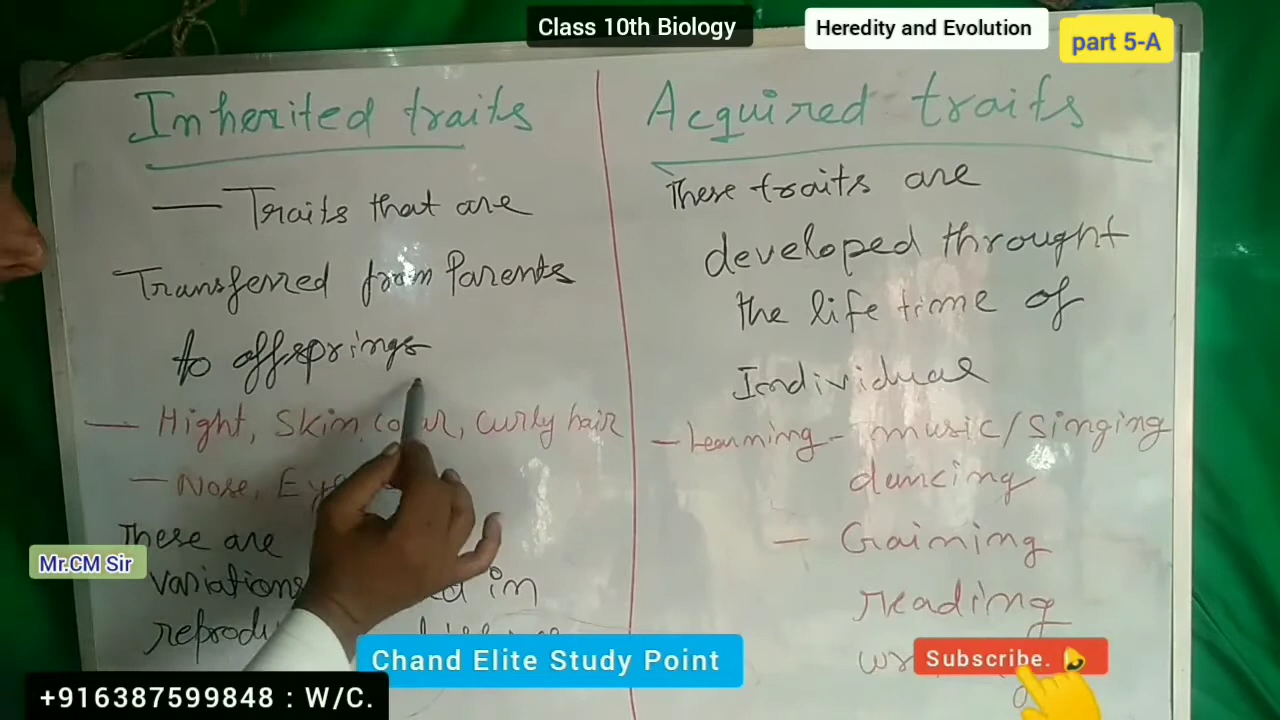 Class 10th Biology
Heredity and Evolution
part 5-A
Inherited traits
— Traits that are
Transferred from Parents
to offsprings
— Hight, Skin colour, Curly hair
— Nose,
These are
variations in
Acquired traits
These traits are
developed throught
the life time of
Individual
— Learning - music/singing
dancing
— Gaining
reading
Mr.CM Sir
Chand Elite Study Point
Subscribe.
+916387599848 : W/C.